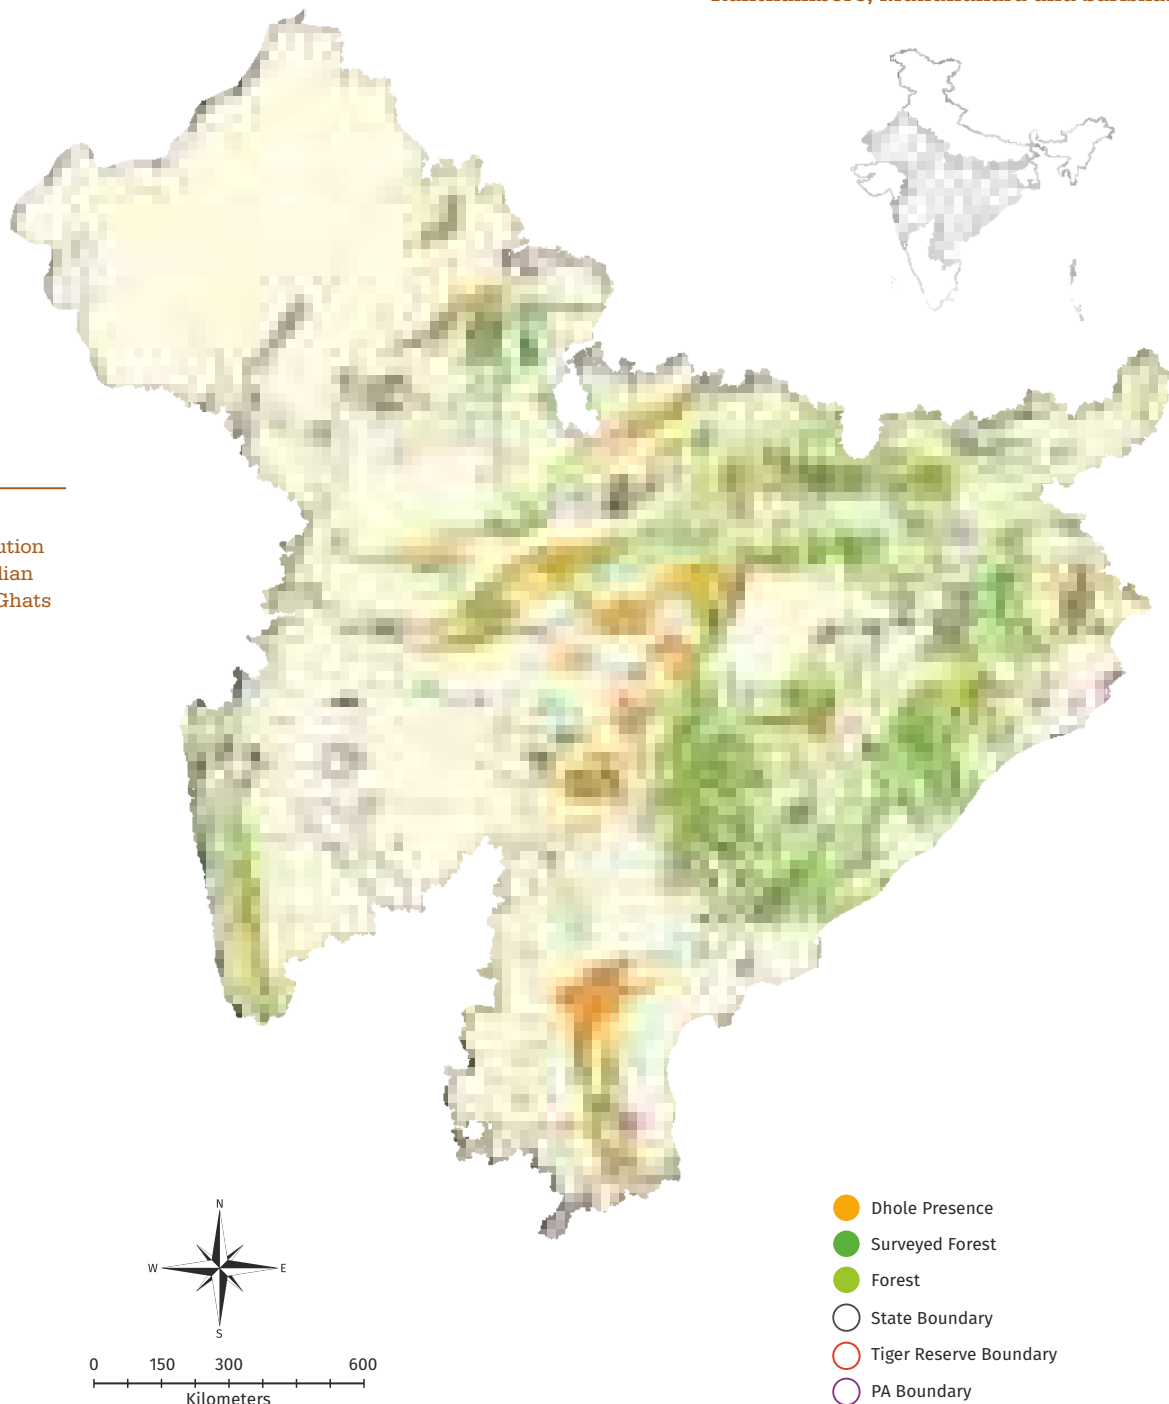 ution
lian
Ghats
N
W
E
S
0 150 300 600
Kilometers
Dhole Presence
Surveyed Forest
Forest
State Boundary
Tiger Reserve Boundary
PA Boundary